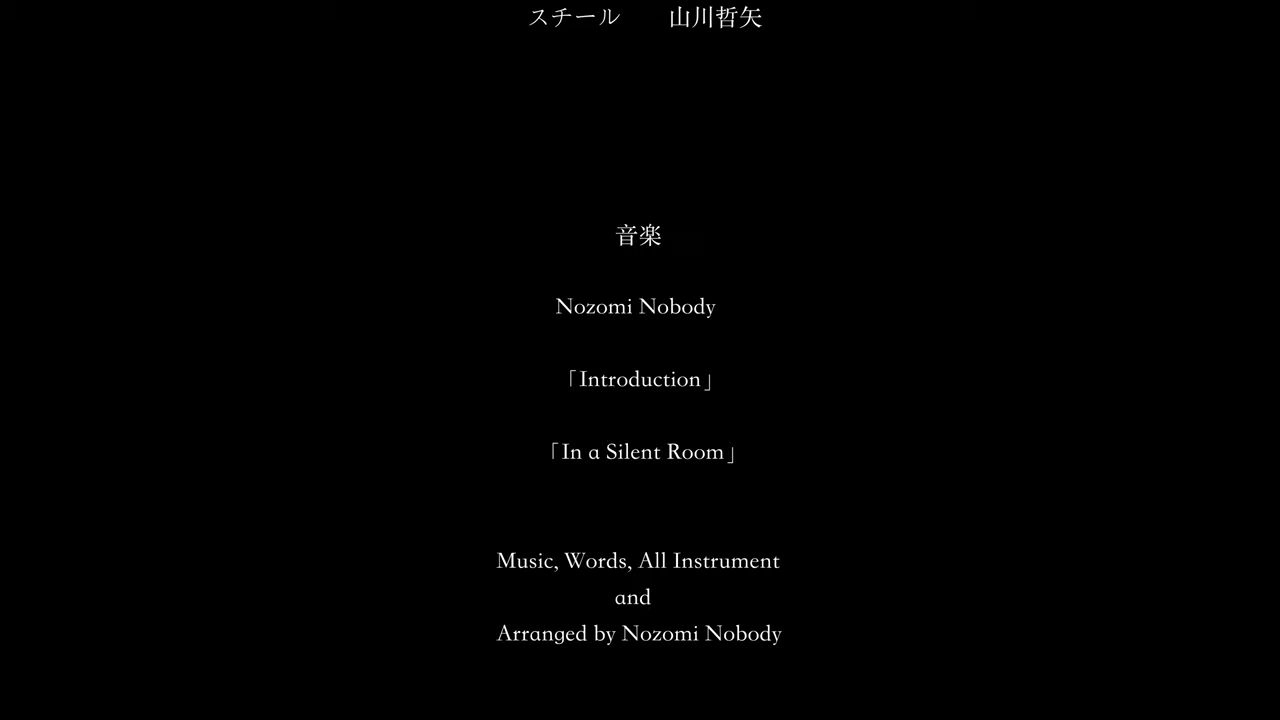 スチール　　山川哲矢
音楽
Nozomi Nobody
「Introduction」
「In a Silent Room」
Music, Words, All Instrument
and
Arranged by Nozomi Nobody